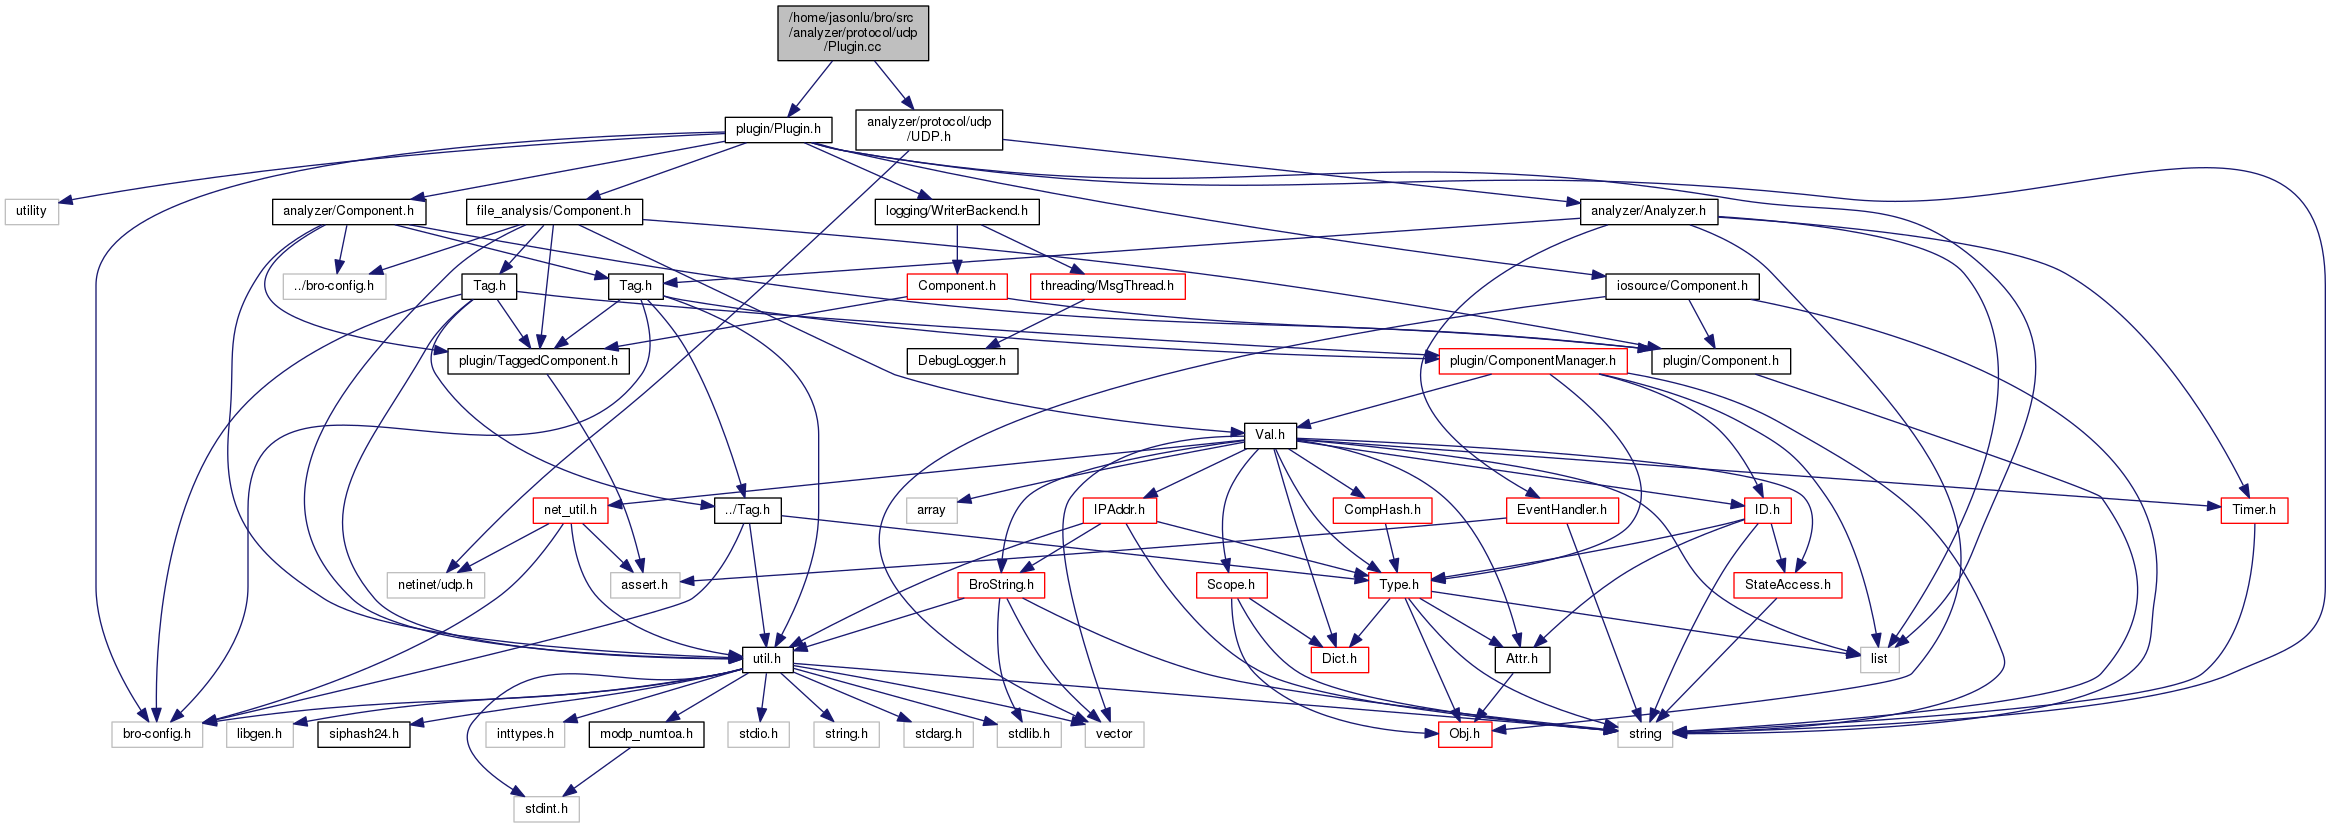 /home/jasonlu/bro/src
/analyzer/protocol/udp
/Plugin.cc
plugin/Plugin.h
analyzer/protocol/udp
/UDP.h
utility
analyzer/Component.h
file_analysis/Component.h
logging/WriterBackend.h
analyzer/Analyzer.h
../bro-config.h
Tag.h
Tag.h
Component.h
threading/MsgThread.h
iosource/Component.h
plugin/TaggedComponent.h
DebugLogger.h
plugin/ComponentManager.h
plugin/Component.h
Val.h
net_util.h
../Tag.h
array
IPAddr.h
CompHash.h
EventHandler.h
ID.h
Timer.h
netinet/udp.h
assert.h
BroString.h
Scope.h
Type.h
StateAccess.h
util.h
Dict.h
Attr.h
list
bro-config.h
libgen.h
siphash24.h
inttypes.h
modp_numtoa.h
stdio.h
string.h
stdarg.h
stdlib.h
vector
Obj.h
string
stdint.h